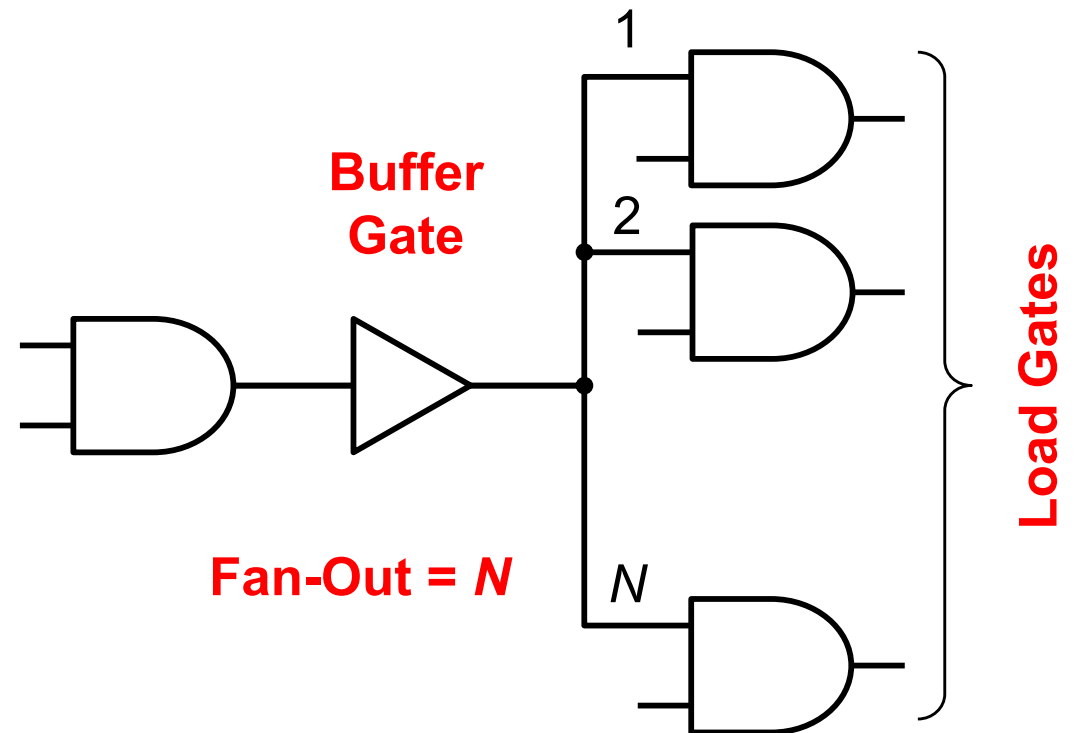 1
Buffer
Gate
2
Load Gates
Fan-Out = N
N